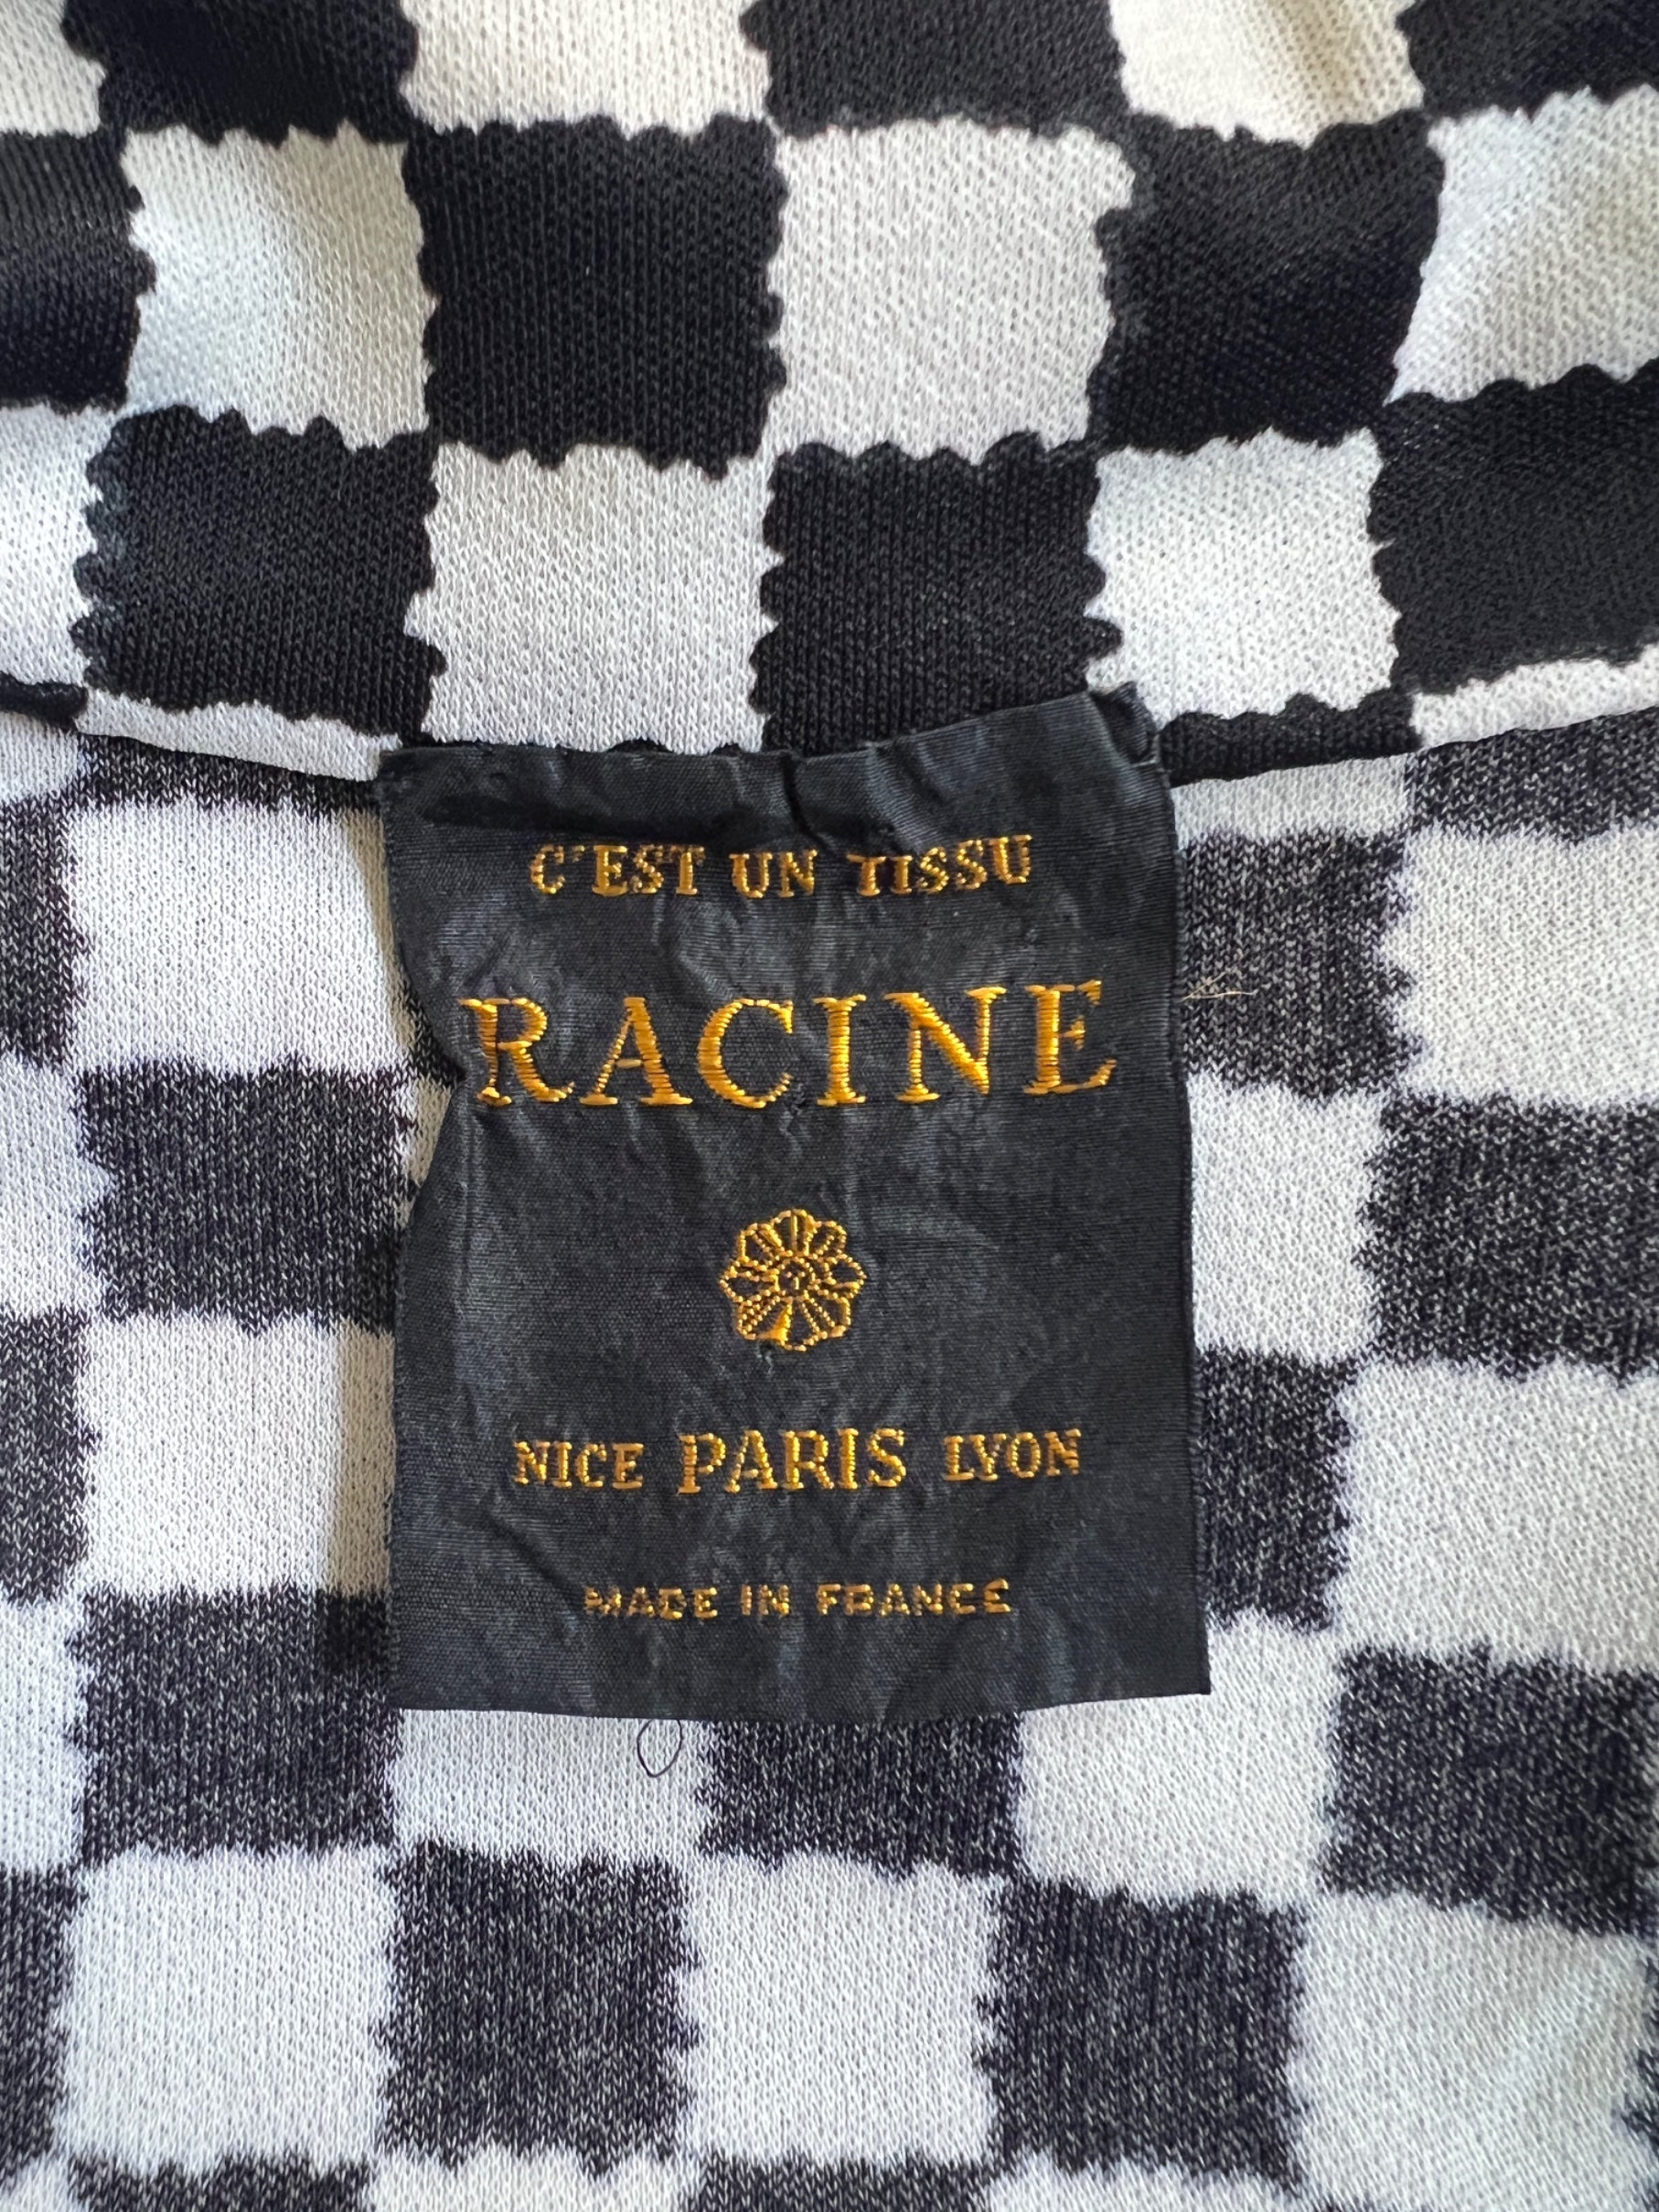 C'EST UN TISSU
RACINE
NICE PARIS LYON
MADE IN FRANCE